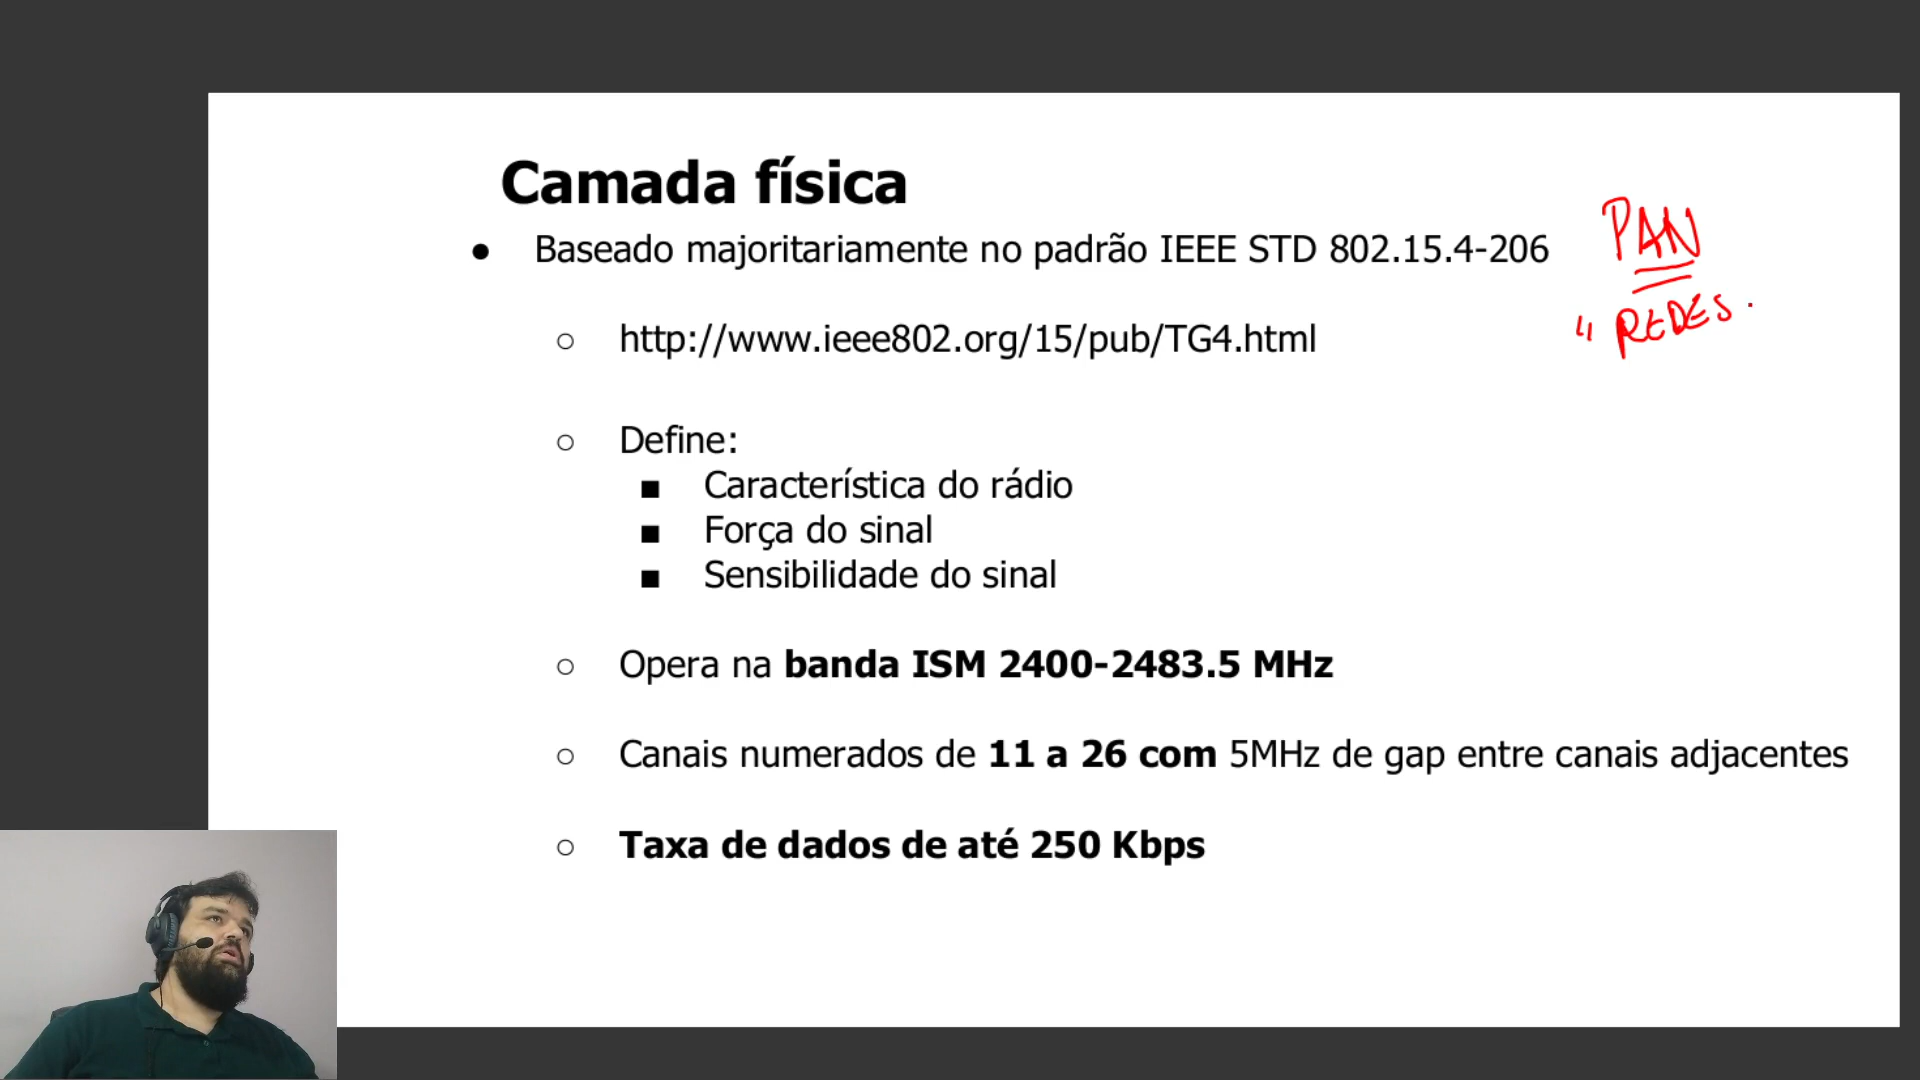 Camada física
● Baseado majoritariamente no padrão IEEE STD 802.15.4-206
PAN
○ http://www.ieee802.org/15/pub/TG4.html
" REDES.
○ Define:
■ Característica do rádio
■ Força do sinal
■ Sensibilidade do sinal
○ Opera na banda ISM 2400-2483.5 MHz
○ Canais numerados de 11 a 26 com 5MHz de gap entre canais adjacentes
○ Taxa de dados de até 250 Kbps